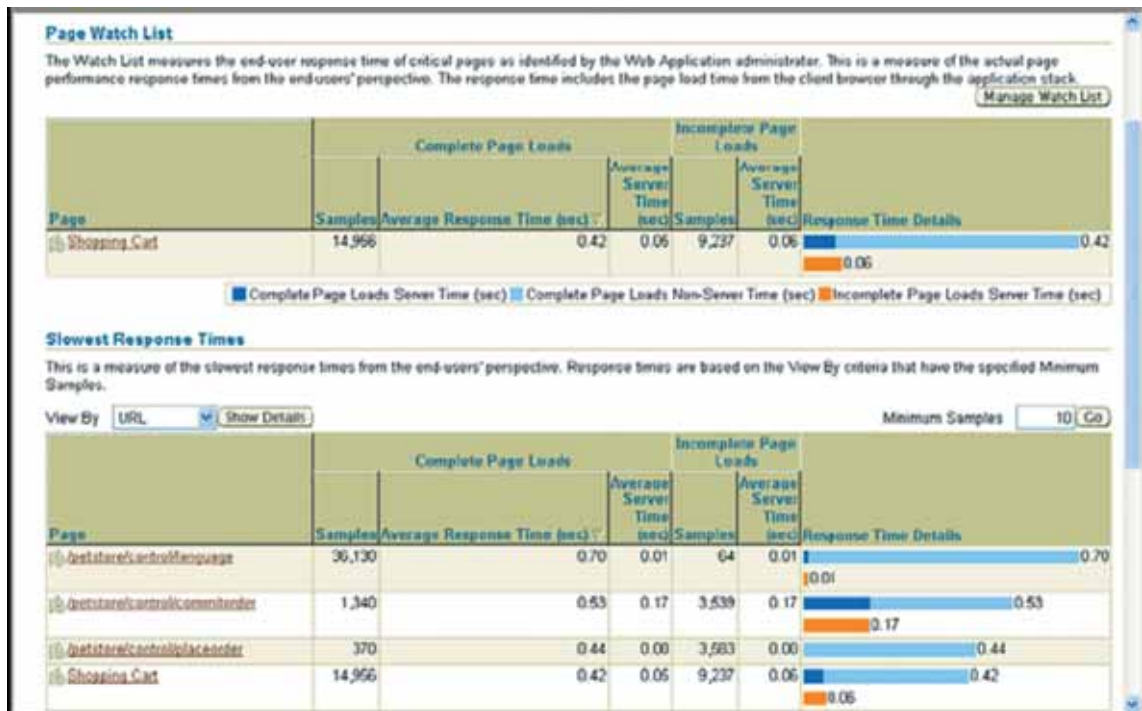 Page Watch List
The Watch List measures the end-user response time of critical pages as identified by the Web Application administrator. This is a measure of the actual page
performance response times from the end-users' perspective. The response time includes the page load time from the client browser through the application stack.
Manage Watch List
Complete Page Loads
Incomplete Page Loads
Page
Samples
Average Response Time (sec)
Average Server Time (sec)
Samples
Average Server Time (sec)
Response Time Details
Shopping Cart 14,956 0.42 0.06 9,237 0.06 0.42
0.06
Complete Page Loads Server Time (sec) Complete Page Loads Non-Server Time (sec) Incomplete Page Loads Server Time (sec)
Slowest Response Times
This is a measure of the slowest response times from the end-users' perspective. Response times are based on the View By criteria that have the specified Minimum
Samples.
View By URL Show Details Minimum Samples 10 Go
Complete Page Loads
Incomplete Page Loads
Page
Samples
Average Response Time (sec)
Average Server Time (sec)
Samples
Average Server Time (sec)
Response Time Details
/petstore/control/language 36,130 0.70 0.01 64 0.01 0.70
0.01
/petstore/control/commitorder 1,340 0.53 0.17 3,539 0.17 0.53
0.17
/petstore/control/placeorder 370 0.44 0.00 3,583 0.00 0.44
Shopping Cart 14,956 0.42 0.06 9,237 0.06 0.42
0.06